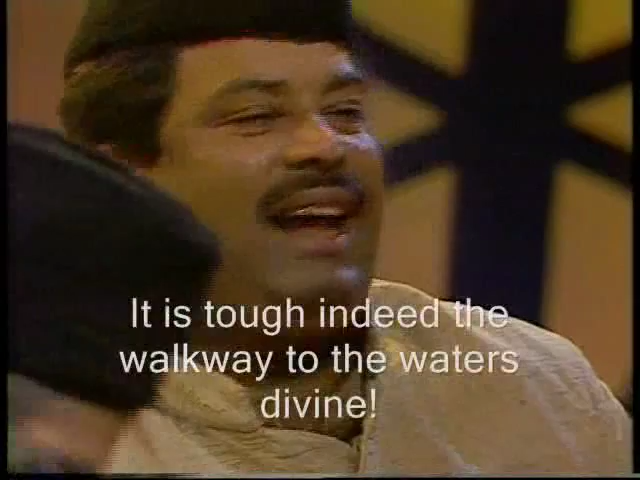 It is tough indeed the
walkway to the waters
divine!